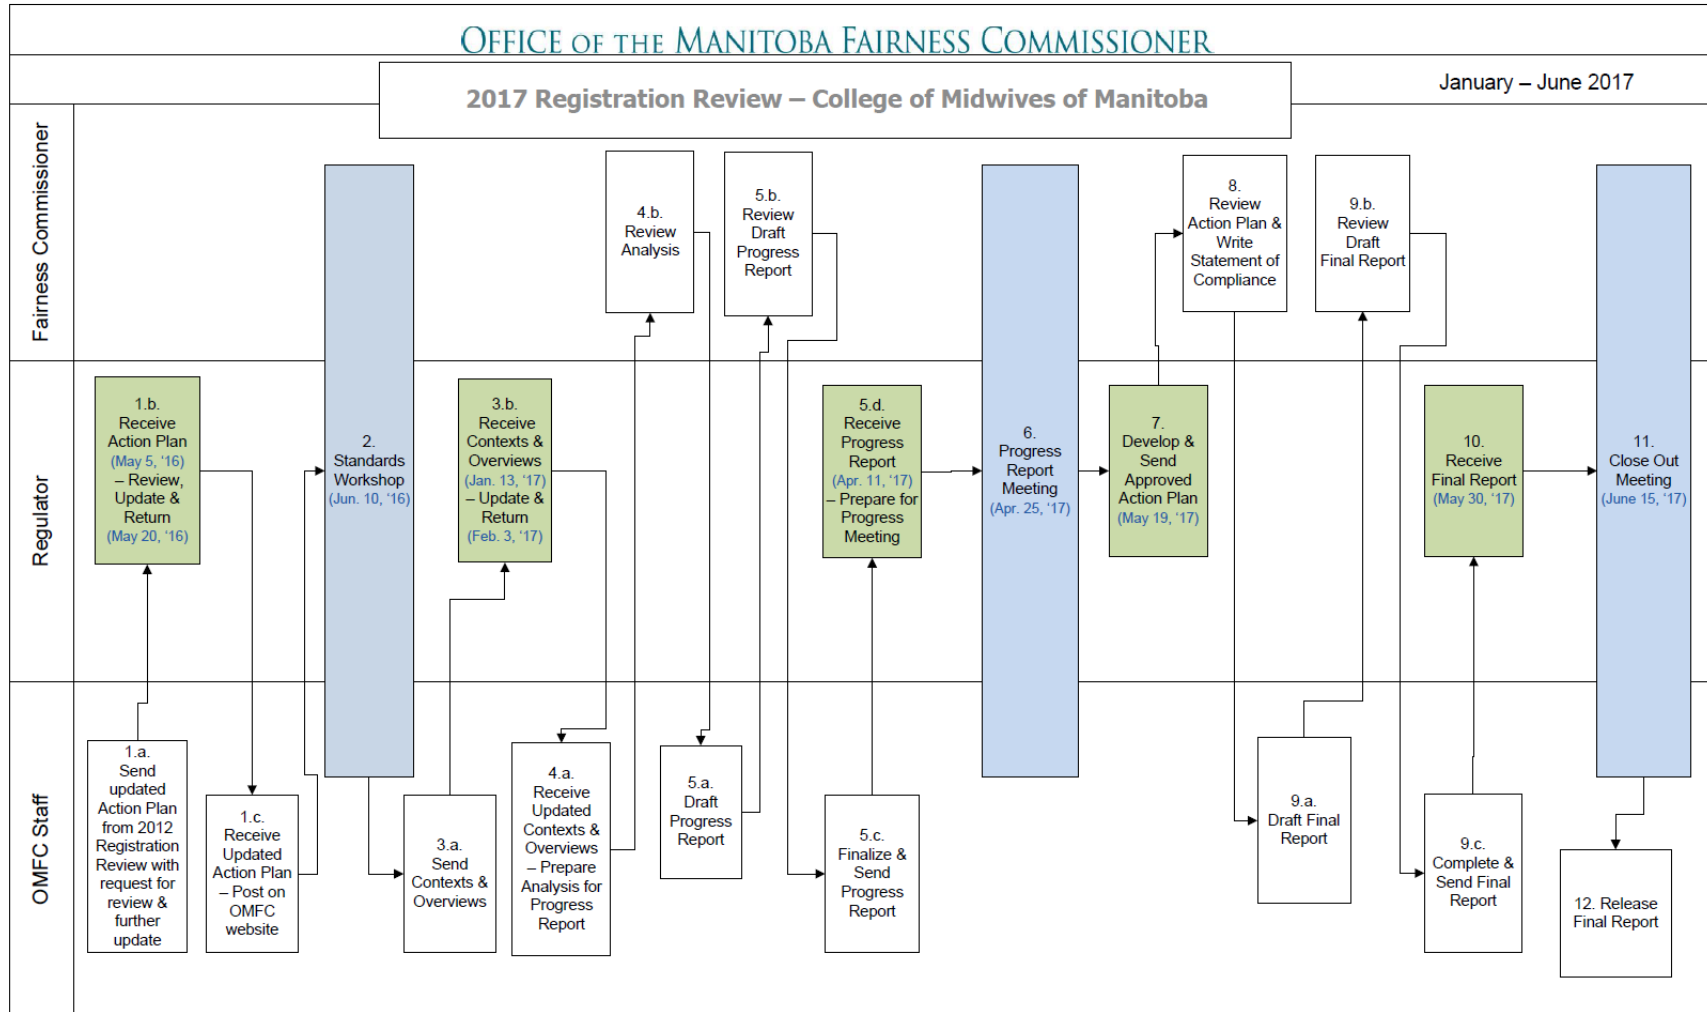 OFFICE OF THE MANITOBA FAIRNESS COMMISSIONER
2017 Registration Review – College of Midwives of Manitoba
January – June 2017
Fairness Commissioner
4.b.
Review
Analysis
5.b.
Review
Draft
Progress
Report
8.
Review
Action Plan &
Write
Statement of
Compliance
9.b.
Review
Draft
Final Report
Regulator
1.b.
Receive
Action Plan
(May 5, ‘16)
– Review,
Update &
Return
(May 20, ‘16)
2.
Standards
Workshop
(Jun. 10, ‘16)
3.b.
Receive
Contexts &
Overviews
(Jan. 13, ‘17)
– Update &
Return
(Feb. 3, ‘17)
5.d.
Receive
Progress
Report
(Apr. 11, ‘17)
– Prepare for
Progress
Meeting
6.
Progress
Report
Meeting
(Apr. 25, ‘17)
7.
Develop &
Send
Approved
Action Plan
(May 19, ‘17)
10.
Receive
Final Report
(May 30, ‘17)
11.
Close Out
Meeting
(June 15, ‘17)
OMFC Staff
1.a.
Send
updated
Action Plan
from 2012
Registration
Review with
request for
review &
further
update
1.c.
Receive
Updated
Action Plan
– Post on
OMFC
website
3.a.
Send
Contexts &
Overviews
4.a.
Receive
Updated
Contexts &
Overviews
– Prepare
Analysis for
Progress
Report
5.a.
Draft
Progress
Report
5.c.
Finalize &
Send
Progress
Report
9.a.
Draft Final
Report
9.c.
Complete &
Send Final
Report
12. Release
Final Report